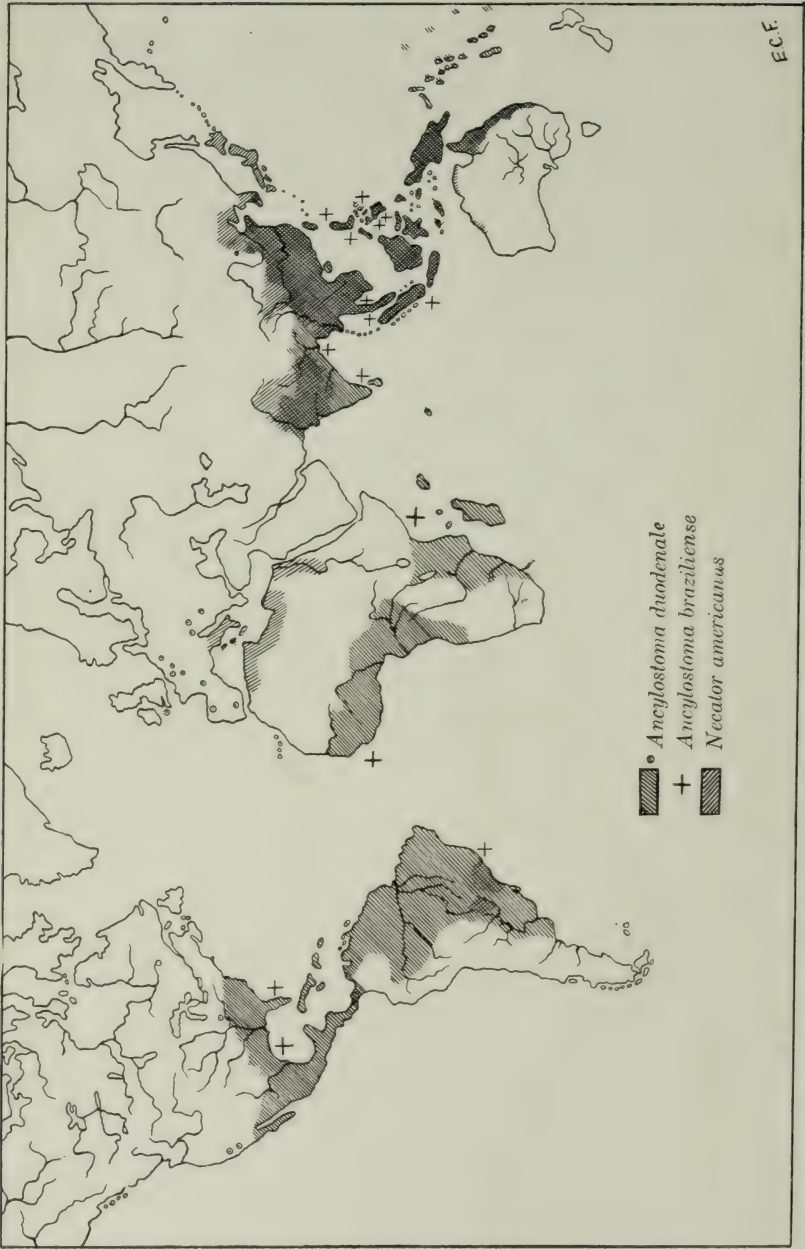 Ancylostoma duodenale
Ancylostoma braziliense
Necator americanus
E.C.F.